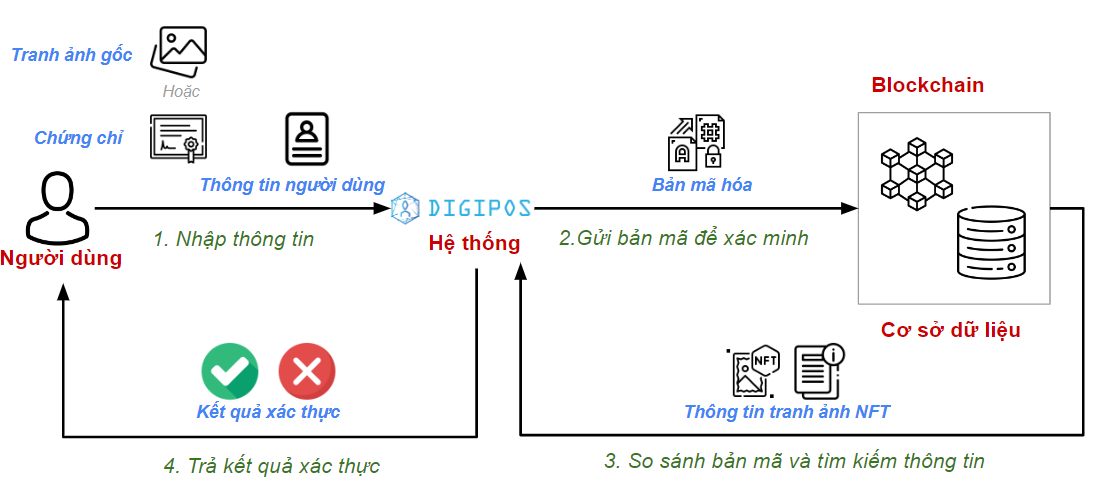 Tranh ảnh gốc
Hoặc
Chứng chỉ
Thông tin người dùng
Người dùng
1. Nhập thông tin
DIGIPOS
Hệ thống
Bản mã hóa
2.Gửi bản mã để xác minh
Blockchain
Cơ sở dữ liệu
NFT
Thông tin tranh ảnh NFT
3. So sánh bản mã và tìm kiếm thông tin
Kết quả xác thực
4. Trả kết quả xác thực